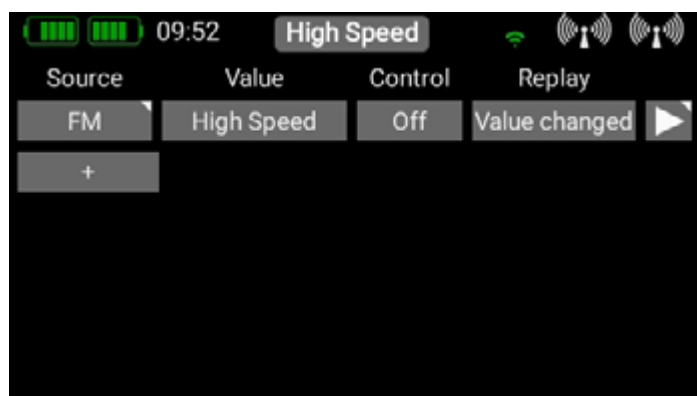 09:52 High Speed
Source Value Control Replay
FM High Speed Off Value changed
+